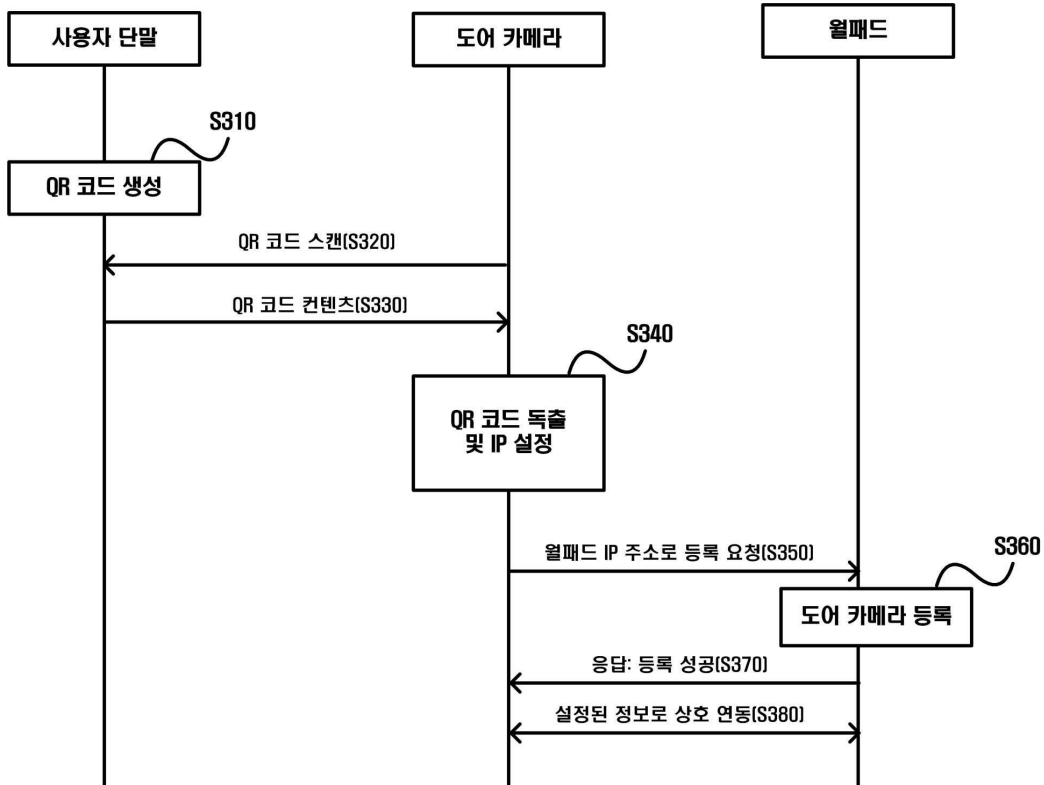 사용자 단말
도어 카메라
월패드
S310
QR 코드 생성
QR 코드 스캔(S320)
QR 코드 컨텐츠(S330)
S340
QR 코드 독출
및 IP 설정
월패드 IP 주소로 등록 요청(S350)
S360
도어 카메라 등록
응답: 등록 성공(S370)
설정된 정보로 상호 연동(S380)